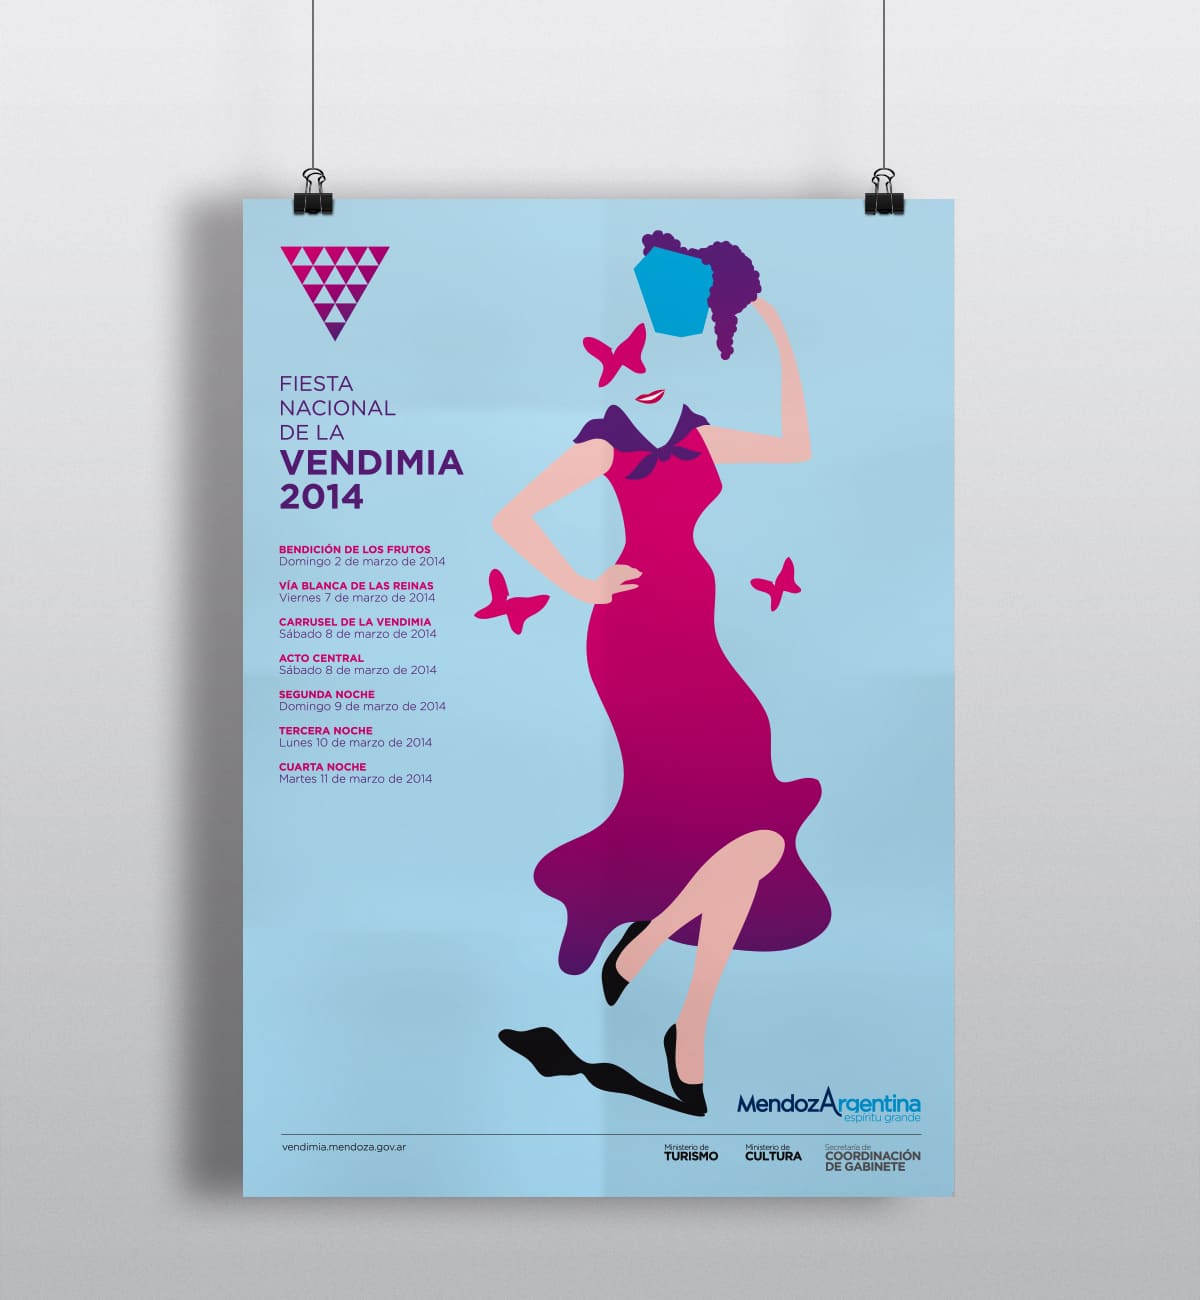 FIESTA
NACIONAL
DE LA
VENDIMIA
2014
BENDICIÓN DE LOS FRUTOS
Domingo 2 de marzo de 2014
VÍA BLANCA DE LAS REINAS
Viernes 7 de marzo de 2014
CARRUSEL DE LA VENDIMIA
Sábado 8 de marzo de 2014
ACTO CENTRAL
Sábado 8 de marzo de 2014
SEGUNDA NOCHE
Domingo 9 de marzo de 2014
TERCERA NOCHE
Lunes 10 de marzo de 2014
CUARTA NOCHE
Martes 11 de marzo de 2014
MendozArgentina
espíritu grande
vendimia.mendoza.gov.ar
Ministerio de
TURISMO
Ministerio de
CULTURA
Secretaría de
COORDINACIÓN
DE GABINETE